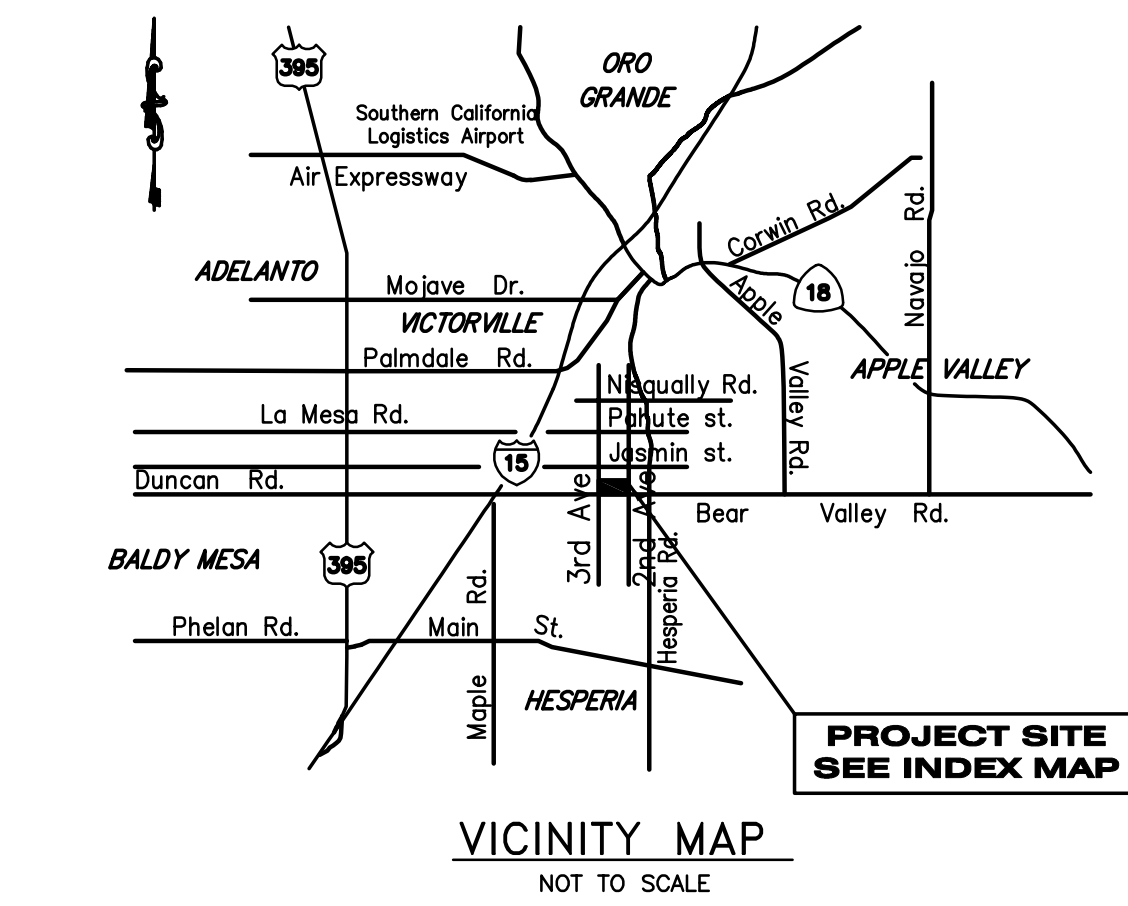 395
ORO
GRANDE
Southern California
Logistics Airport
Air Expressway
Corwin Rd.
Navajo Rd.
ADELANTO
Mojave Dr.
Apple Valley Rd.
18
VICTORVILLE
Palmdale Rd.
APPLE VALLEY
Nisqually Rd.
La Mesa Rd.
Pahute st.
Jasmin st.
15
Duncan Rd.
3rd Ave
2nd Ave
Bear Valley Rd.
BALDY MESA
395
Hesperia Rd.
Phelan Rd.
Main St.
Maple Rd.
HESPERIA
PROJECT SITE
SEE INDEX MAP
VICINITY MAP
NOT TO SCALE